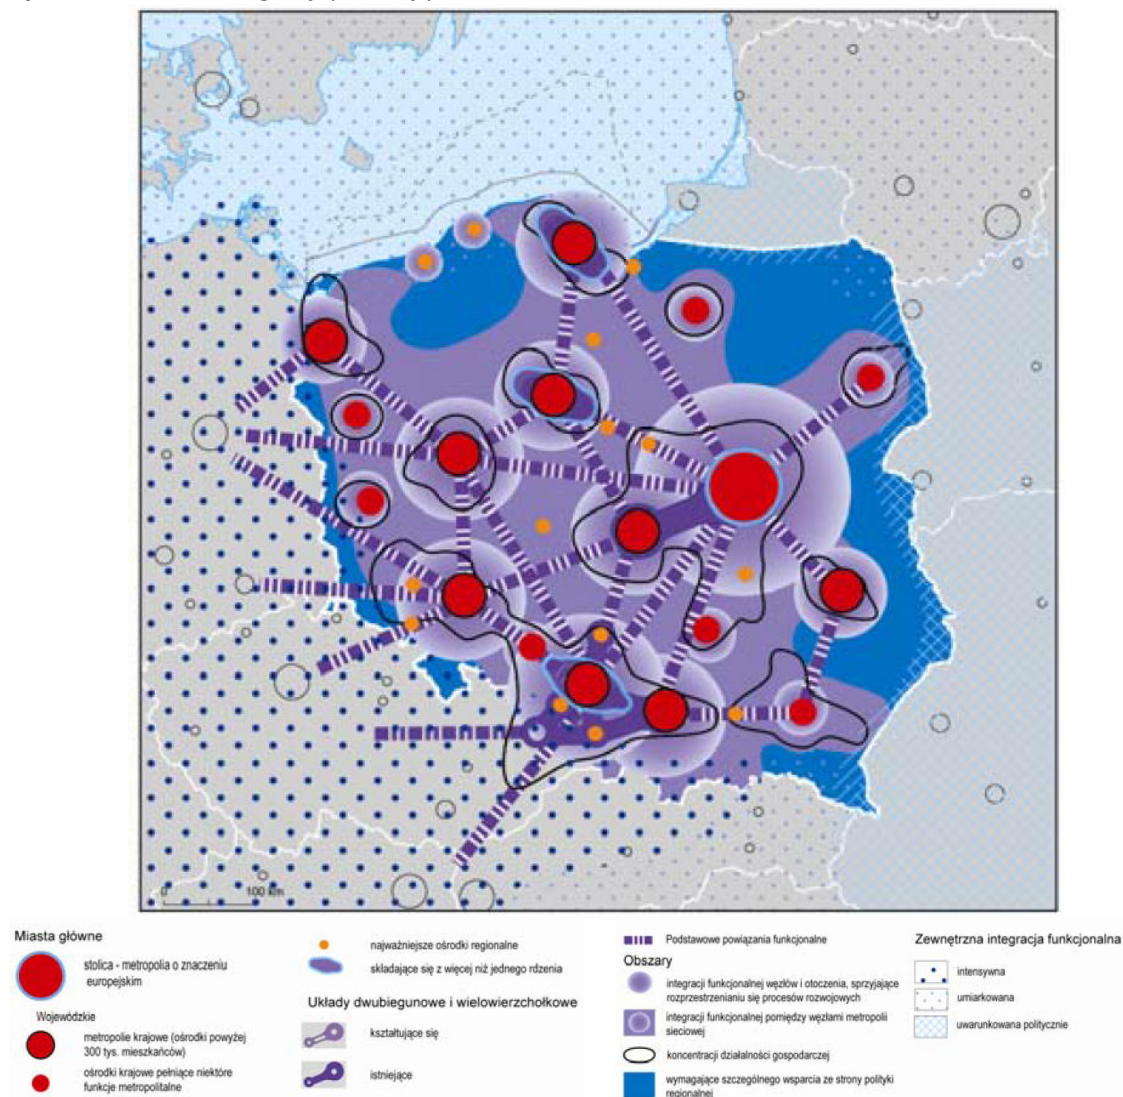 0 100 km
Miasta główne
stolica - metropolia o znaczeniu
europejskim
Wojewódzkie
metropolie krajowe (ośrodki powyżej
300 tys. mieszkańców)
ośrodki krajowe pełniące niektóre
funkcje metropolitalne
najważniejsze ośrodki regionalne
składające się z więcej niż jednego rdzenia
Układy dwubiegunowe i wielowierzchołkowe
kształtujące się
istniejące
Podstawowe powiązania funkcjonalne
Obszary
integracji funkcjonalnej węzłów i otoczenia, sprzyjające
rozprzestrzenianiu się procesów rozwojowych
integracji funkcjonalnej pomiędzy węzłami metropolii
sieciowej
koncentracji działalności gospodarczej
wymagające szczególnego wsparcia ze strony polityki
regionalnej
Zewnętrzna integracja funkcjonalna
intensywna
umiarkowana
uwarunkowana politycznie